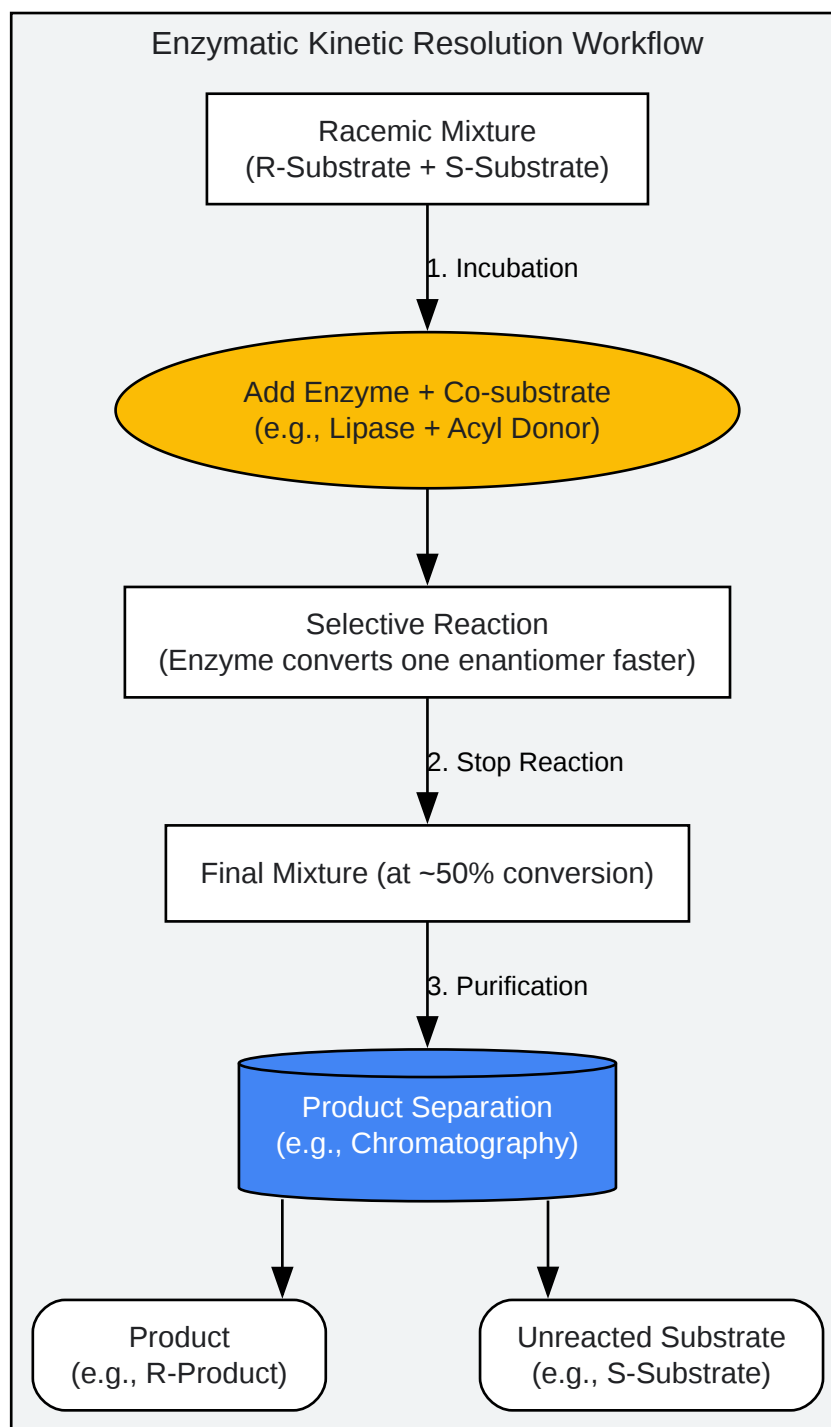 Enzymatic Kinetic Resolution Workflow
Racemic Mixture
(R-Substrate + S-Substrate)
1. Incubation
Add Enzyme + Co-substrate
(e.g., Lipase + Acyl Donor)
Selective Reaction
(Enzyme converts one enantiomer faster)
2. Stop Reaction
Final Mixture (at ~50% conversion)
3. Purification
Product Separation
(e.g., Chromatography)
Product
(e.g., R-Product)
Unreacted Substrate
(e.g., S-Substrate)